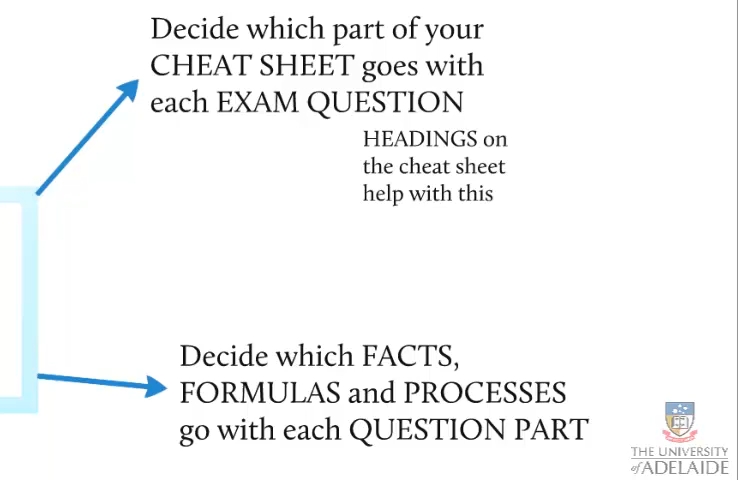 Decide which part of your
CHEAT SHEET goes with
each EXAM QUESTION
HEADINGS on
the cheat sheet
help with this
Decide which FACTS,
FORMULAS and PROCESSES
go with each QUESTION PART
THE UNIVERSITY
of ADELAIDE